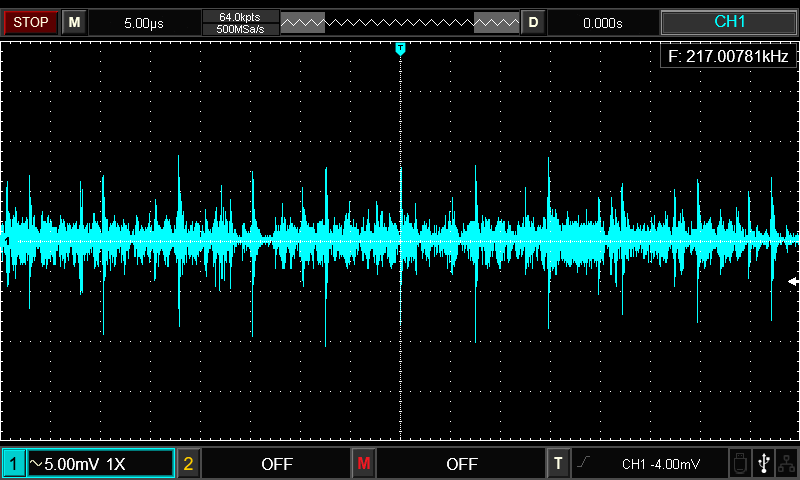 STOP M 5.00μs 64.0kpts D 0.000s CH1
500MSa/s
T
F: 217.00781kHz
1
1 ~5.00mV 1X 2 OFF M OFF T CH1 -4.00mV